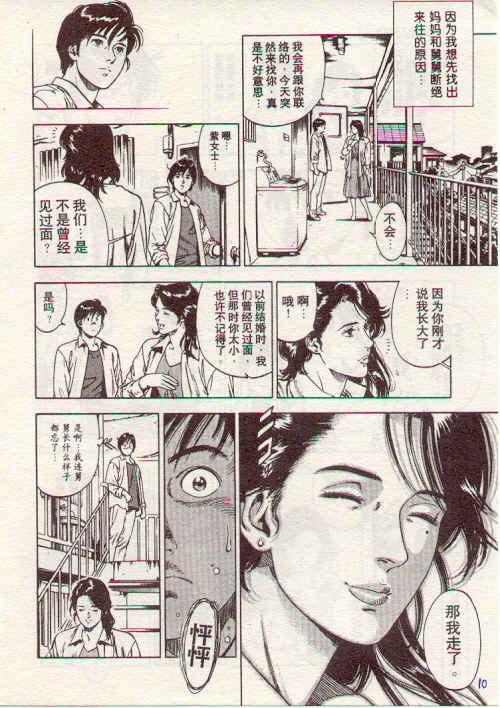 因为我想先找出
妈妈和舅舅断绝
来往的原因…
我会再跟你联
络的，今天突
然来找你，真
是不好意思…
不会…
嗯…
紫女士…
我们…是
不是曾经
见过面？
因为你刚才
说我长大了
…
啊…
哦！
以前结婚时，我
们曾经见过面，
但那时你太小，
也许不记得了。
是吗？
那我走了。
怦怦
是啊…我连舅
舅长什么样子
都忘了…
10